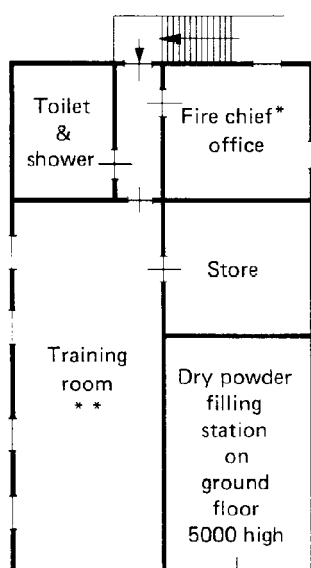 Toilet
&
shower
Fire chief*
office
Store
Training
room
* *
Dry powder
filling
station
on
ground
floor
5000 high